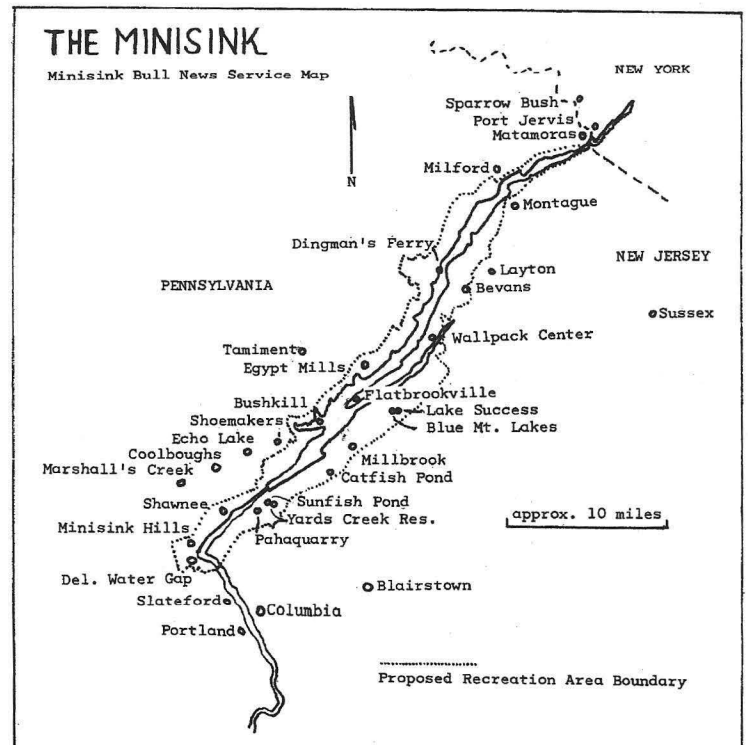 THE MINISINK
Minisink Bull News Service Map
NEW YORK
Sparrow Bush
Port Jervis
Matamoras
N
Milford
Montague
Dingman's Ferry
NEW JERSEY
Layton
PENNSYLVANIA
Bevans
Sussex
Wallpack Center
Tamiment
Egypt Mills
Flatbrookville
Bushkill
Lake Success
Shoemakers
Blue Mt. Lakes
Echo Lake
Coolboughs
Millbrook
Marshall's Creek
Catfish Pond
Shawnee
Sunfish Pond
approx. 10 miles
Yards Creek Res.
Minisink Hills
Pahaquarry
Del. Water Gap
Blairstown
Slateford
Columbia
Portland
Proposed Recreation Area Boundary